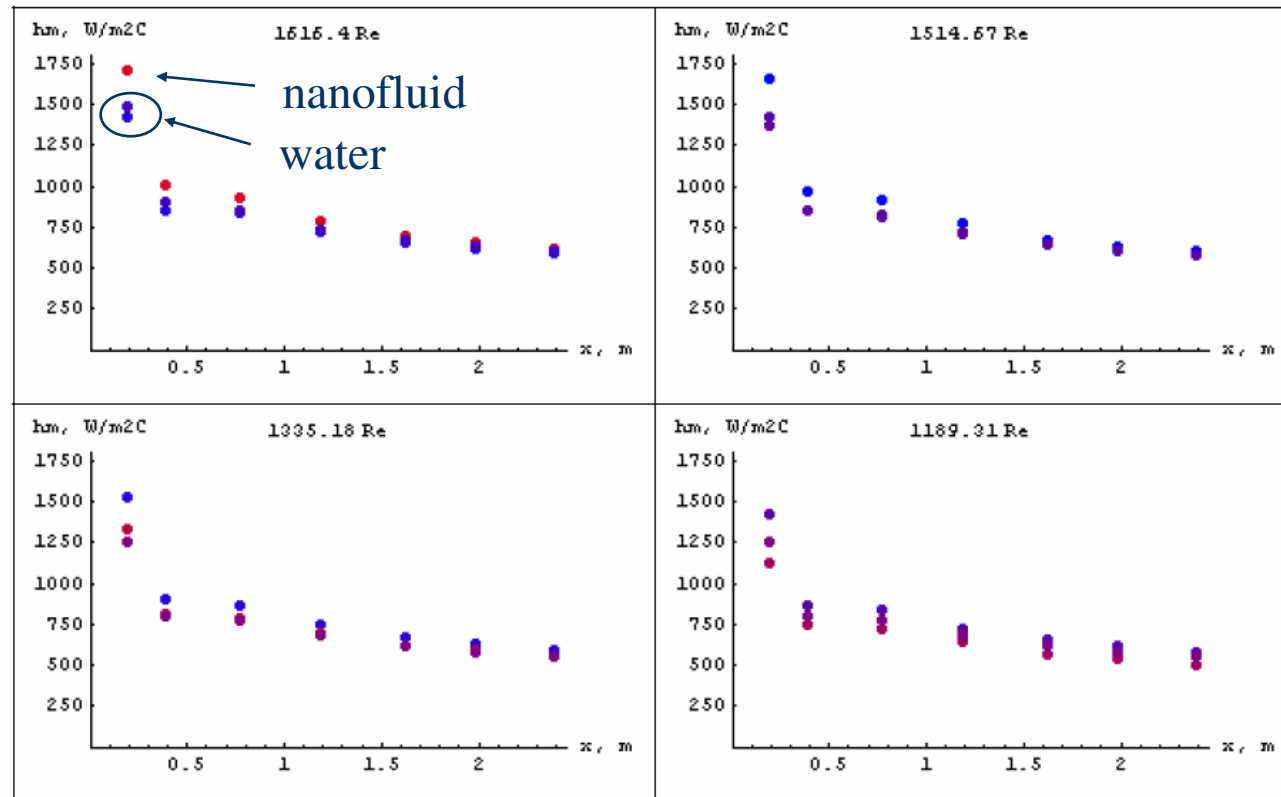 hm, W/m2C
1616.4 Re
1750
1500
1250
1000
750
500
250
0.5 1 1.5 2
x, m
nanofluid
water
hm, W/m2C
1514.67 Re
1750
1500
1250
1000
750
500
250
0.5 1 1.5 2
x, m
hm, W/m2C
1335.18 Re
1750
1500
1250
1000
750
500
250
0.5 1 1.5 2
x, m
hm, W/m2C
1189.31 Re
1750
1500
1250
1000
750
500
250
0.5 1 1.5 2
x, m